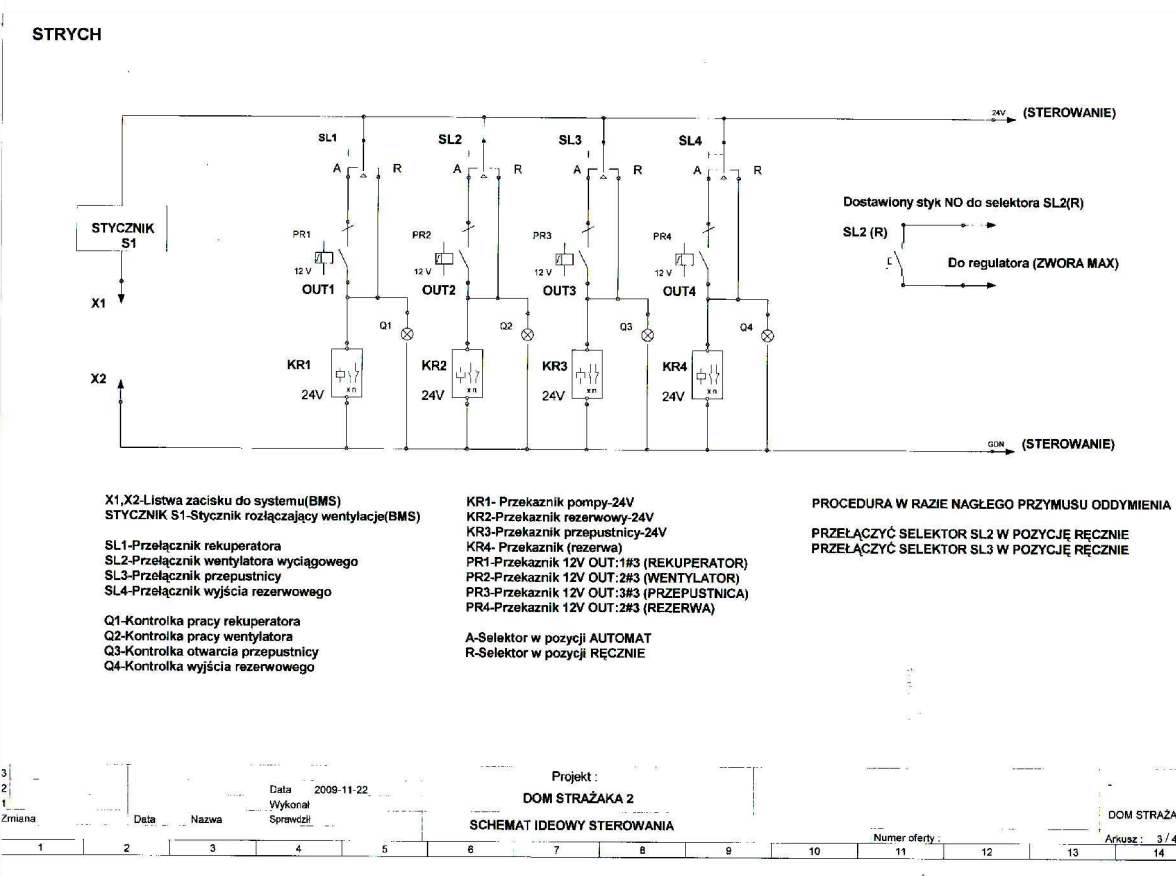 STRYCH
24V (STEROWANIE)
SL1 SL2 SL3 SL4
A R A R A R A R
Dostawiony styk NO do selektora SL2(R)
STYCZNIK
S1
SL2 (R)
PR1 PR2 PR3 PR4
Do regulatora (ZWORA MAX)
12 V 12 V 12 V 12 V
OUT1 OUT2 OUT3 OUT4
X1
Q1 Q2 Q3 Q4
KR1 KR2 KR3 KR4
X2
x n x n x n x n
24V 24V 24V 24V
GDN (STEROWANIE)
X1,X2-Listwa zacisku do systemu(BMS)
STYCZNIK S1-Stycznik rozłączający wentylacje(BMS)
SL1-Przełącznik rekuperatora
SL2-Przełącznik wentylatora wyciągowego
SL3-Przełącznik przepustnicy
SL4-Przełącznik wyjścia rezerwowego
Q1-Kontrolka pracy rekuperatora
Q2-Kontrolka pracy wentylatora
Q3-Kontrolka otwarcia przepustnicy
Q4-Kontrolka wyjścia rezerwowego
KR1- Przekaznik pompy-24V
KR2-Przekaznik rezerwowy-24V
KR3-Przekaznik przepustnicy-24V
KR4- Przekaznik (rezerwa)
PR1-Przekaznik 12V OUT:1#3 (REKUPERATOR)
PR2-Przekaznik 12V OUT:2#3 (WENTYLATOR)
PR3-Przekaznik 12V OUT:3#3 (PRZEPUSTNICA)
PR4-Przekaznik 12V OUT:2#3 (REZERWA)
A-Selektor w pozycji AUTOMAT
R-Selektor w pozycji RĘCZNIE
PROCEDURA W RAZIE NAGŁEGO PRZYMUSU ODDYMIENIA
PRZEŁĄCZYĆ SELEKTOR SL2 W POZYCJĘ RĘCZNIE
PRZEŁĄCZYĆ SELEKTOR SL3 W POZYCJĘ RĘCZNIE
3
2
1
Zmiana Data Nazwa
Data 2009-11-22
Wykonał
Sprawdził
Projekt :
DOM STRAŻAKA 2
SCHEMAT IDEOWY STEROWANIA
Numer oferty :
DOM STRAŻA
Arkusz : 3 / 4
1 2 3 4 5 6 7 8 9 10 11 12 13 14